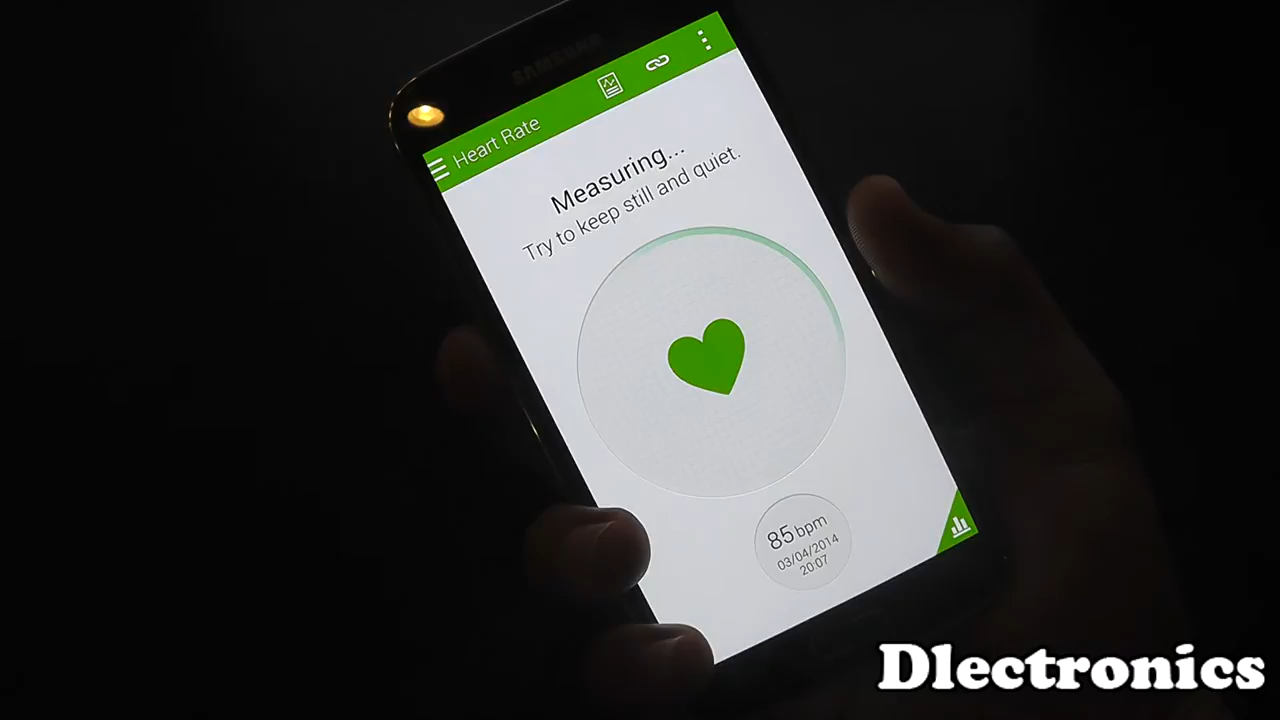 SAMSUNG
Heart Rate
Measuring...
Try to keep still and quiet.
85 bpm
03/04/2014
20:07
Dlectronics